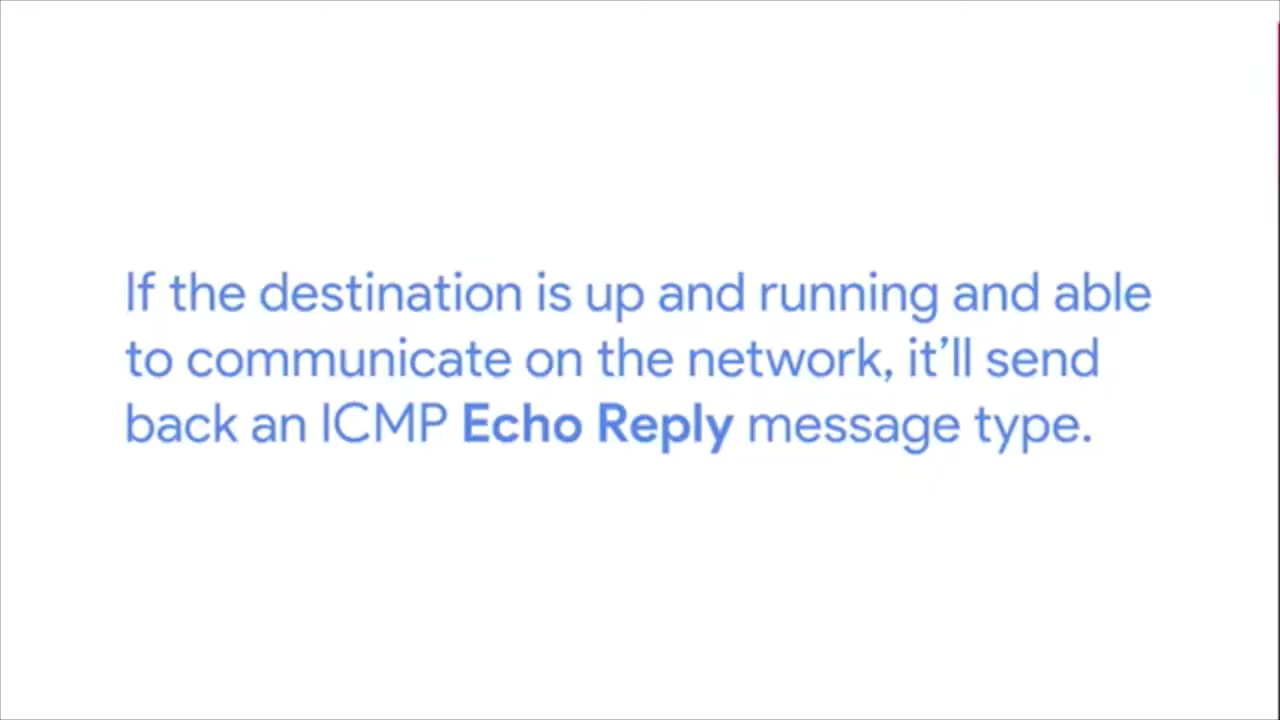 If the destination is up and running and able
to communicate on the network, it’ll send
back an ICMP Echo Reply message type.